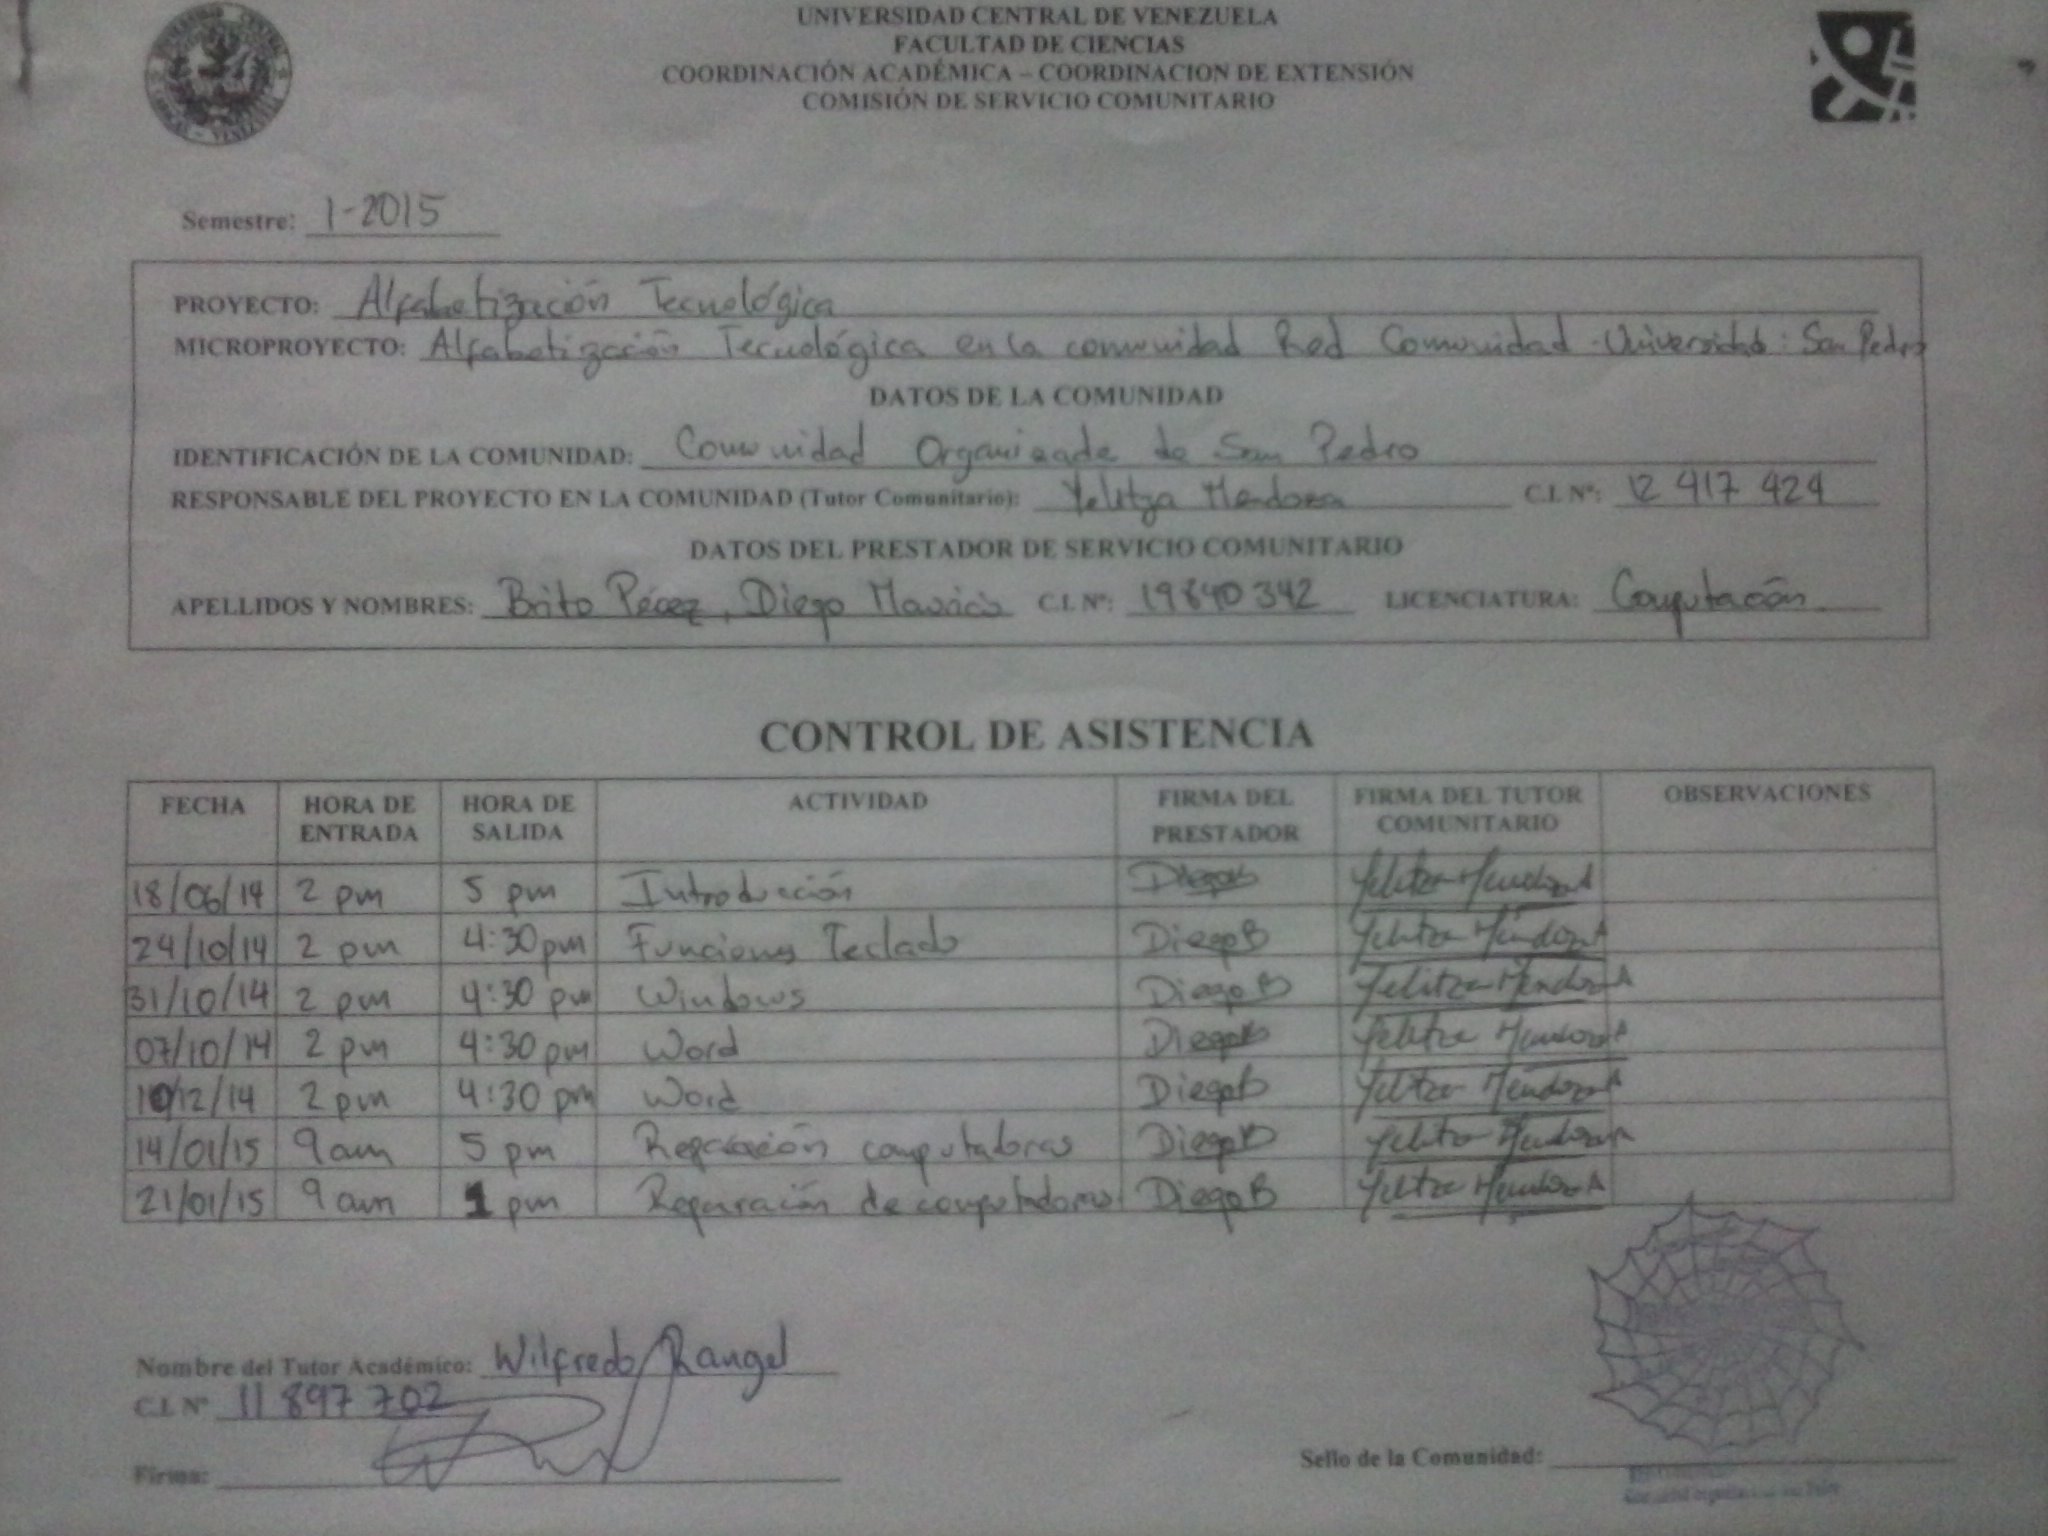 UNIVERSIDAD CENTRAL DE VENEZUELA
FACULTAD DE CIENCIAS
COORDINACIÓN ACADÉMICA – COORDINACION DE EXTENSIÓN
COMISIÓN DE SERVICIO COMUNITARIO
Semestre: 1-2015
PROYECTO: Alfabetización Tecnológica
MICROPROYECTO: Alfabetización Tecnológica en la comunidad Red Comunidad-Universidad: San Pedro
DATOS DE LA COMUNIDAD
IDENTIFICACIÓN DE LA COMUNIDAD: Comunidad Organizada de San Pedro
RESPONSABLE DEL PROYECTO EN LA COMUNIDAD (Tutor Comunitario): Yelitza Mendoza C.I. Nº: 12 417 424
DATOS DEL PRESTADOR DE SERVICIO COMUNITARIO
APELLIDOS Y NOMBRES: Brito Pérez, Diego Mauricio C.I. Nº: 19840342 LICENCIATURA: Computación
CONTROL DE ASISTENCIA
FECHA HORA DE ENTRADA HORA DE SALIDA ACTIVIDAD FIRMA DEL PRESTADOR FIRMA DEL TUTOR COMUNITARIO OBSERVACIONES
18/06/14 2 pm 5 pm Introducción DiegoB Yelitza Mendoza
24/10/14 2 pm 4:30 pm Funciones Teclado DiegoB Yelitza Mendoza
31/10/14 2 pm 4:30 pm Windows DiegoB Yelitza Mendoza
07/10/14 2 pm 4:30 pm Word DiegoB Yelitza Mendoza
10/12/14 2 pm 4:30 pm Word DiegoB Yelitza Mendoza
14/01/15 9 am 5 pm Reparación computadoras DiegoB Yelitza Mendoza
21/01/15 9 am 1 pm Reparación de computadoras DiegoB Yelitza Mendoza
Nombre del Tutor Académico: Wilfredo Rangel
C.I. Nº 11 897 702
Firma:
Sello de la Comunidad: